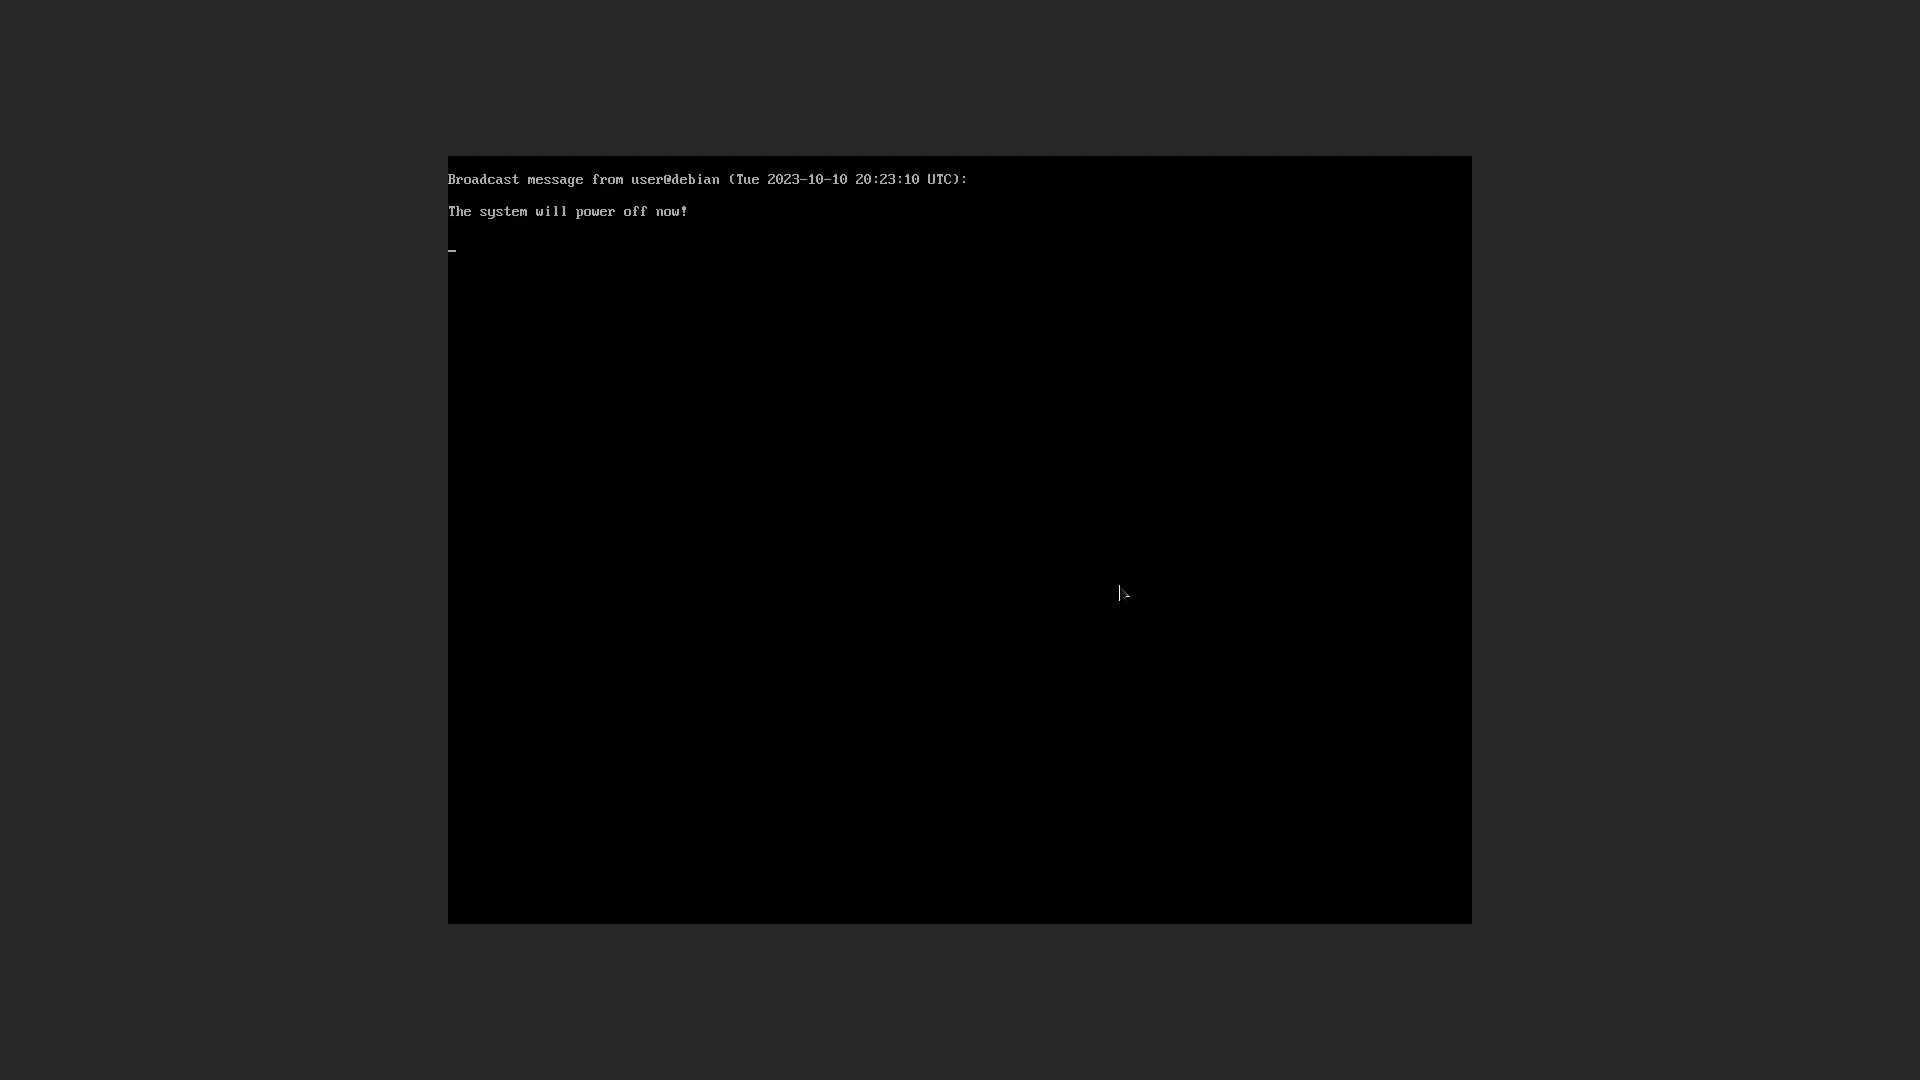 Broadcast message from user@debian (Tue 2023-10-10 20:23:10 UTC):
The system will power off now!